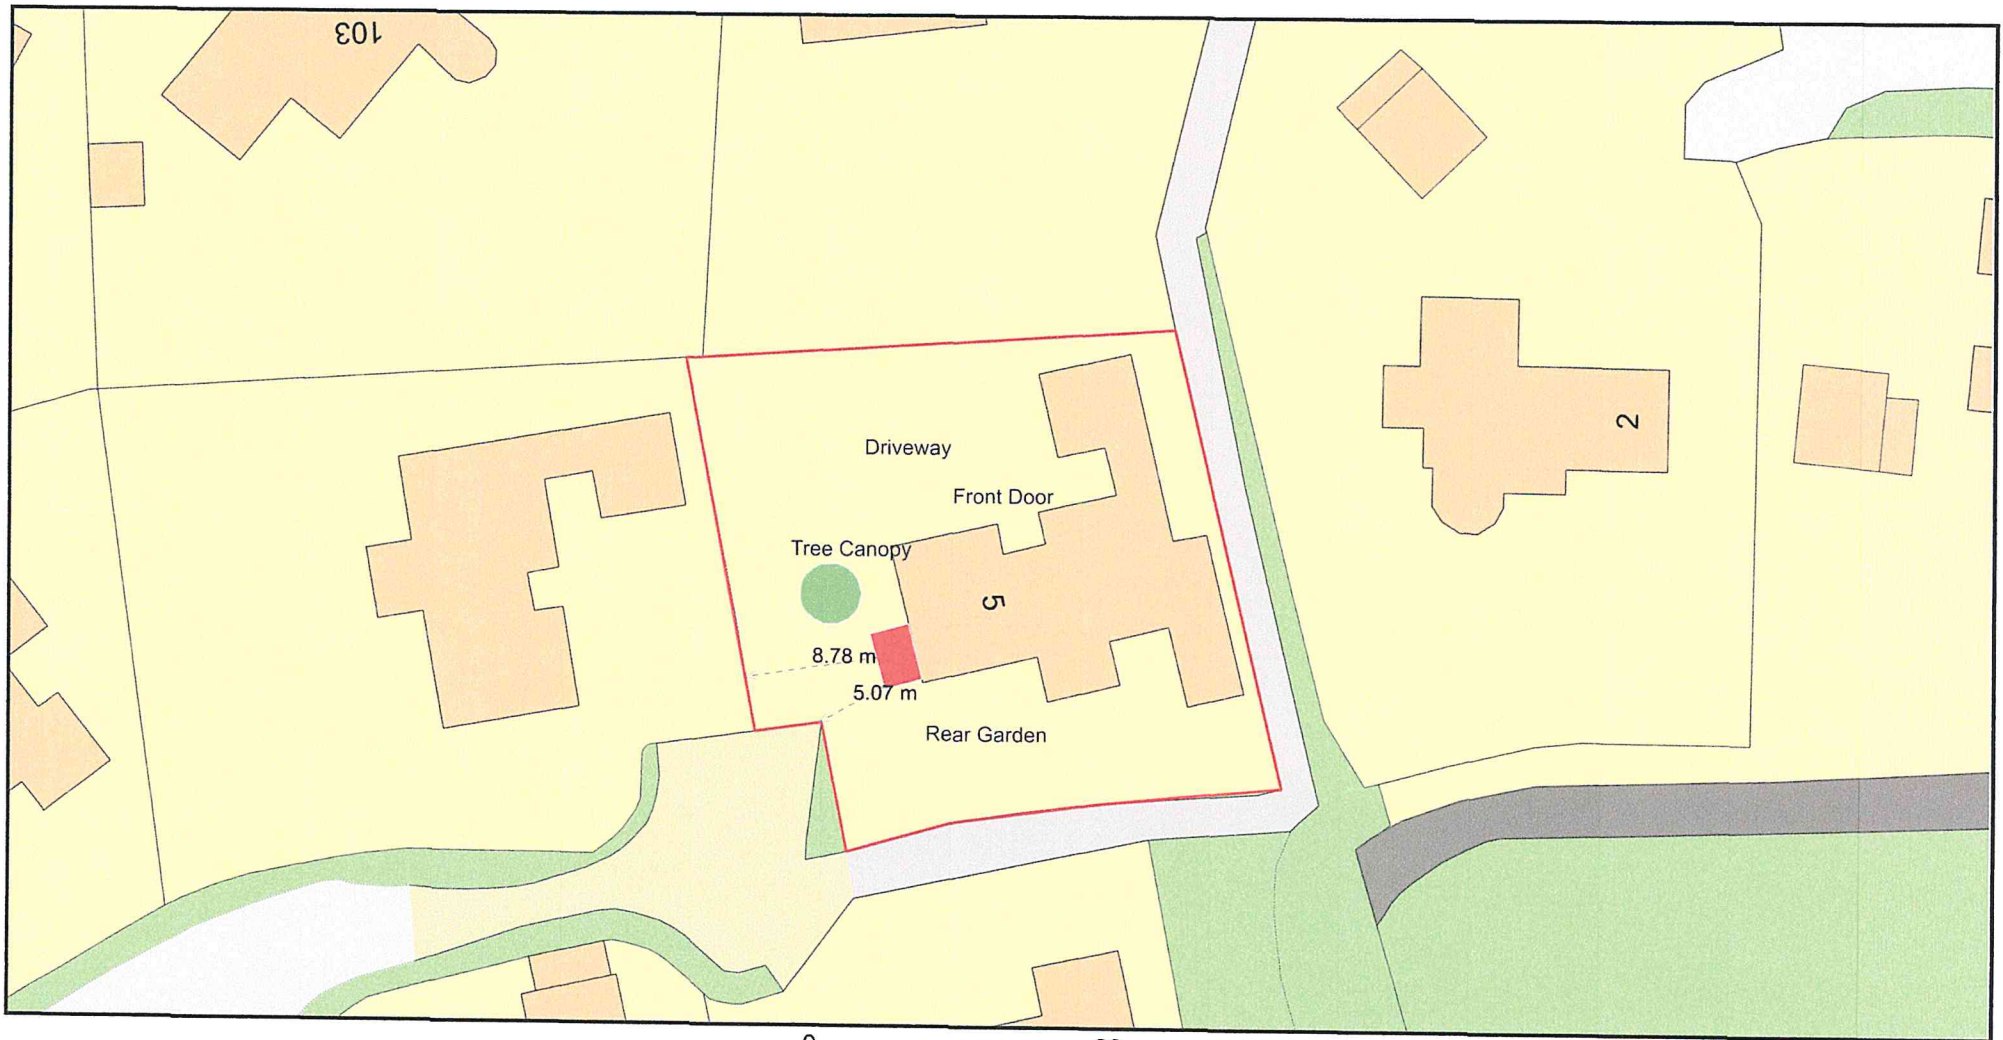 103
2
Driveway
Front Door
Tree Canopy
5
8.78 m
5.07 m
Rear Garden